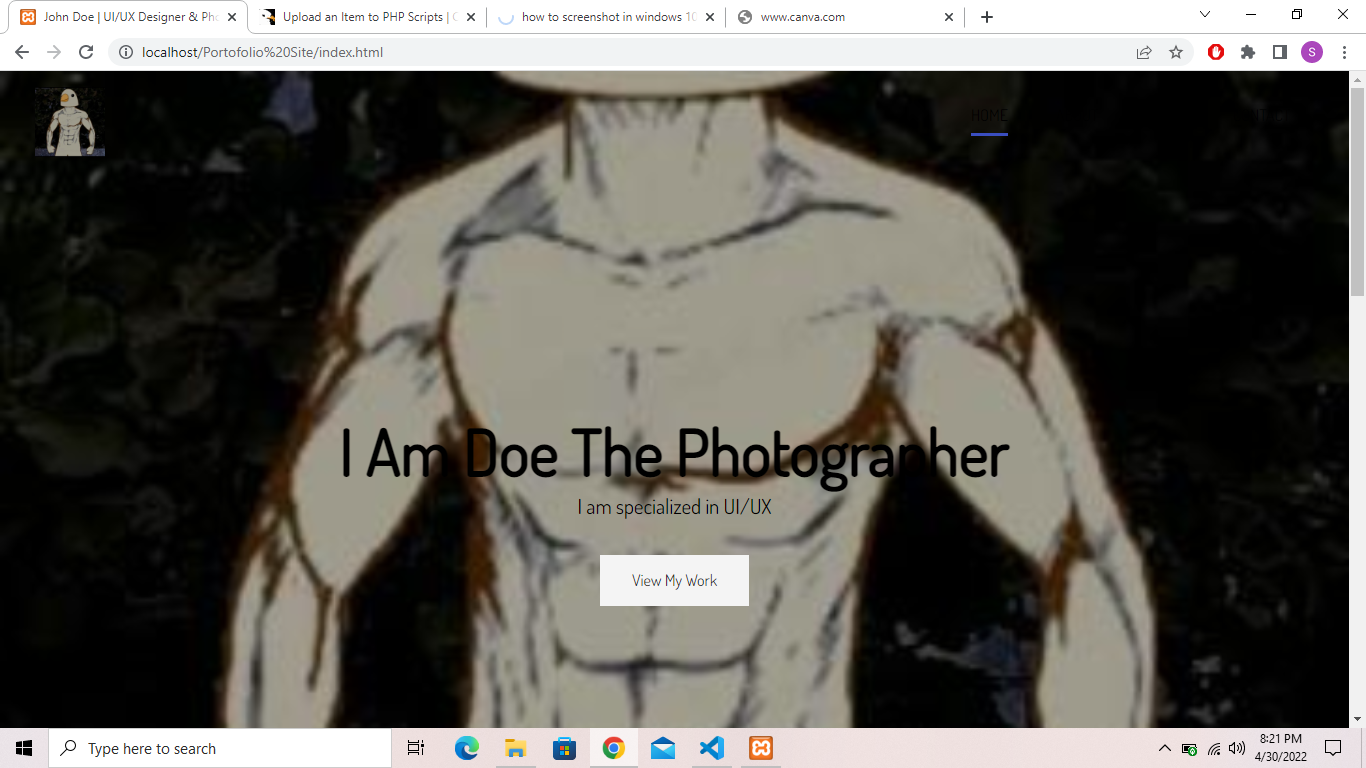 John Doe | UI/UX Designer & Pho
Upload an Item to PHP Scripts | C
how to screenshot in windows 10
www.canva.com
localhost/Portofolio%20Site/index.html
S
HOME
I Am Doe The Photographer
I am specialized in UI/UX
View My Work
Type here to search
8:21 PM
4/30/2022